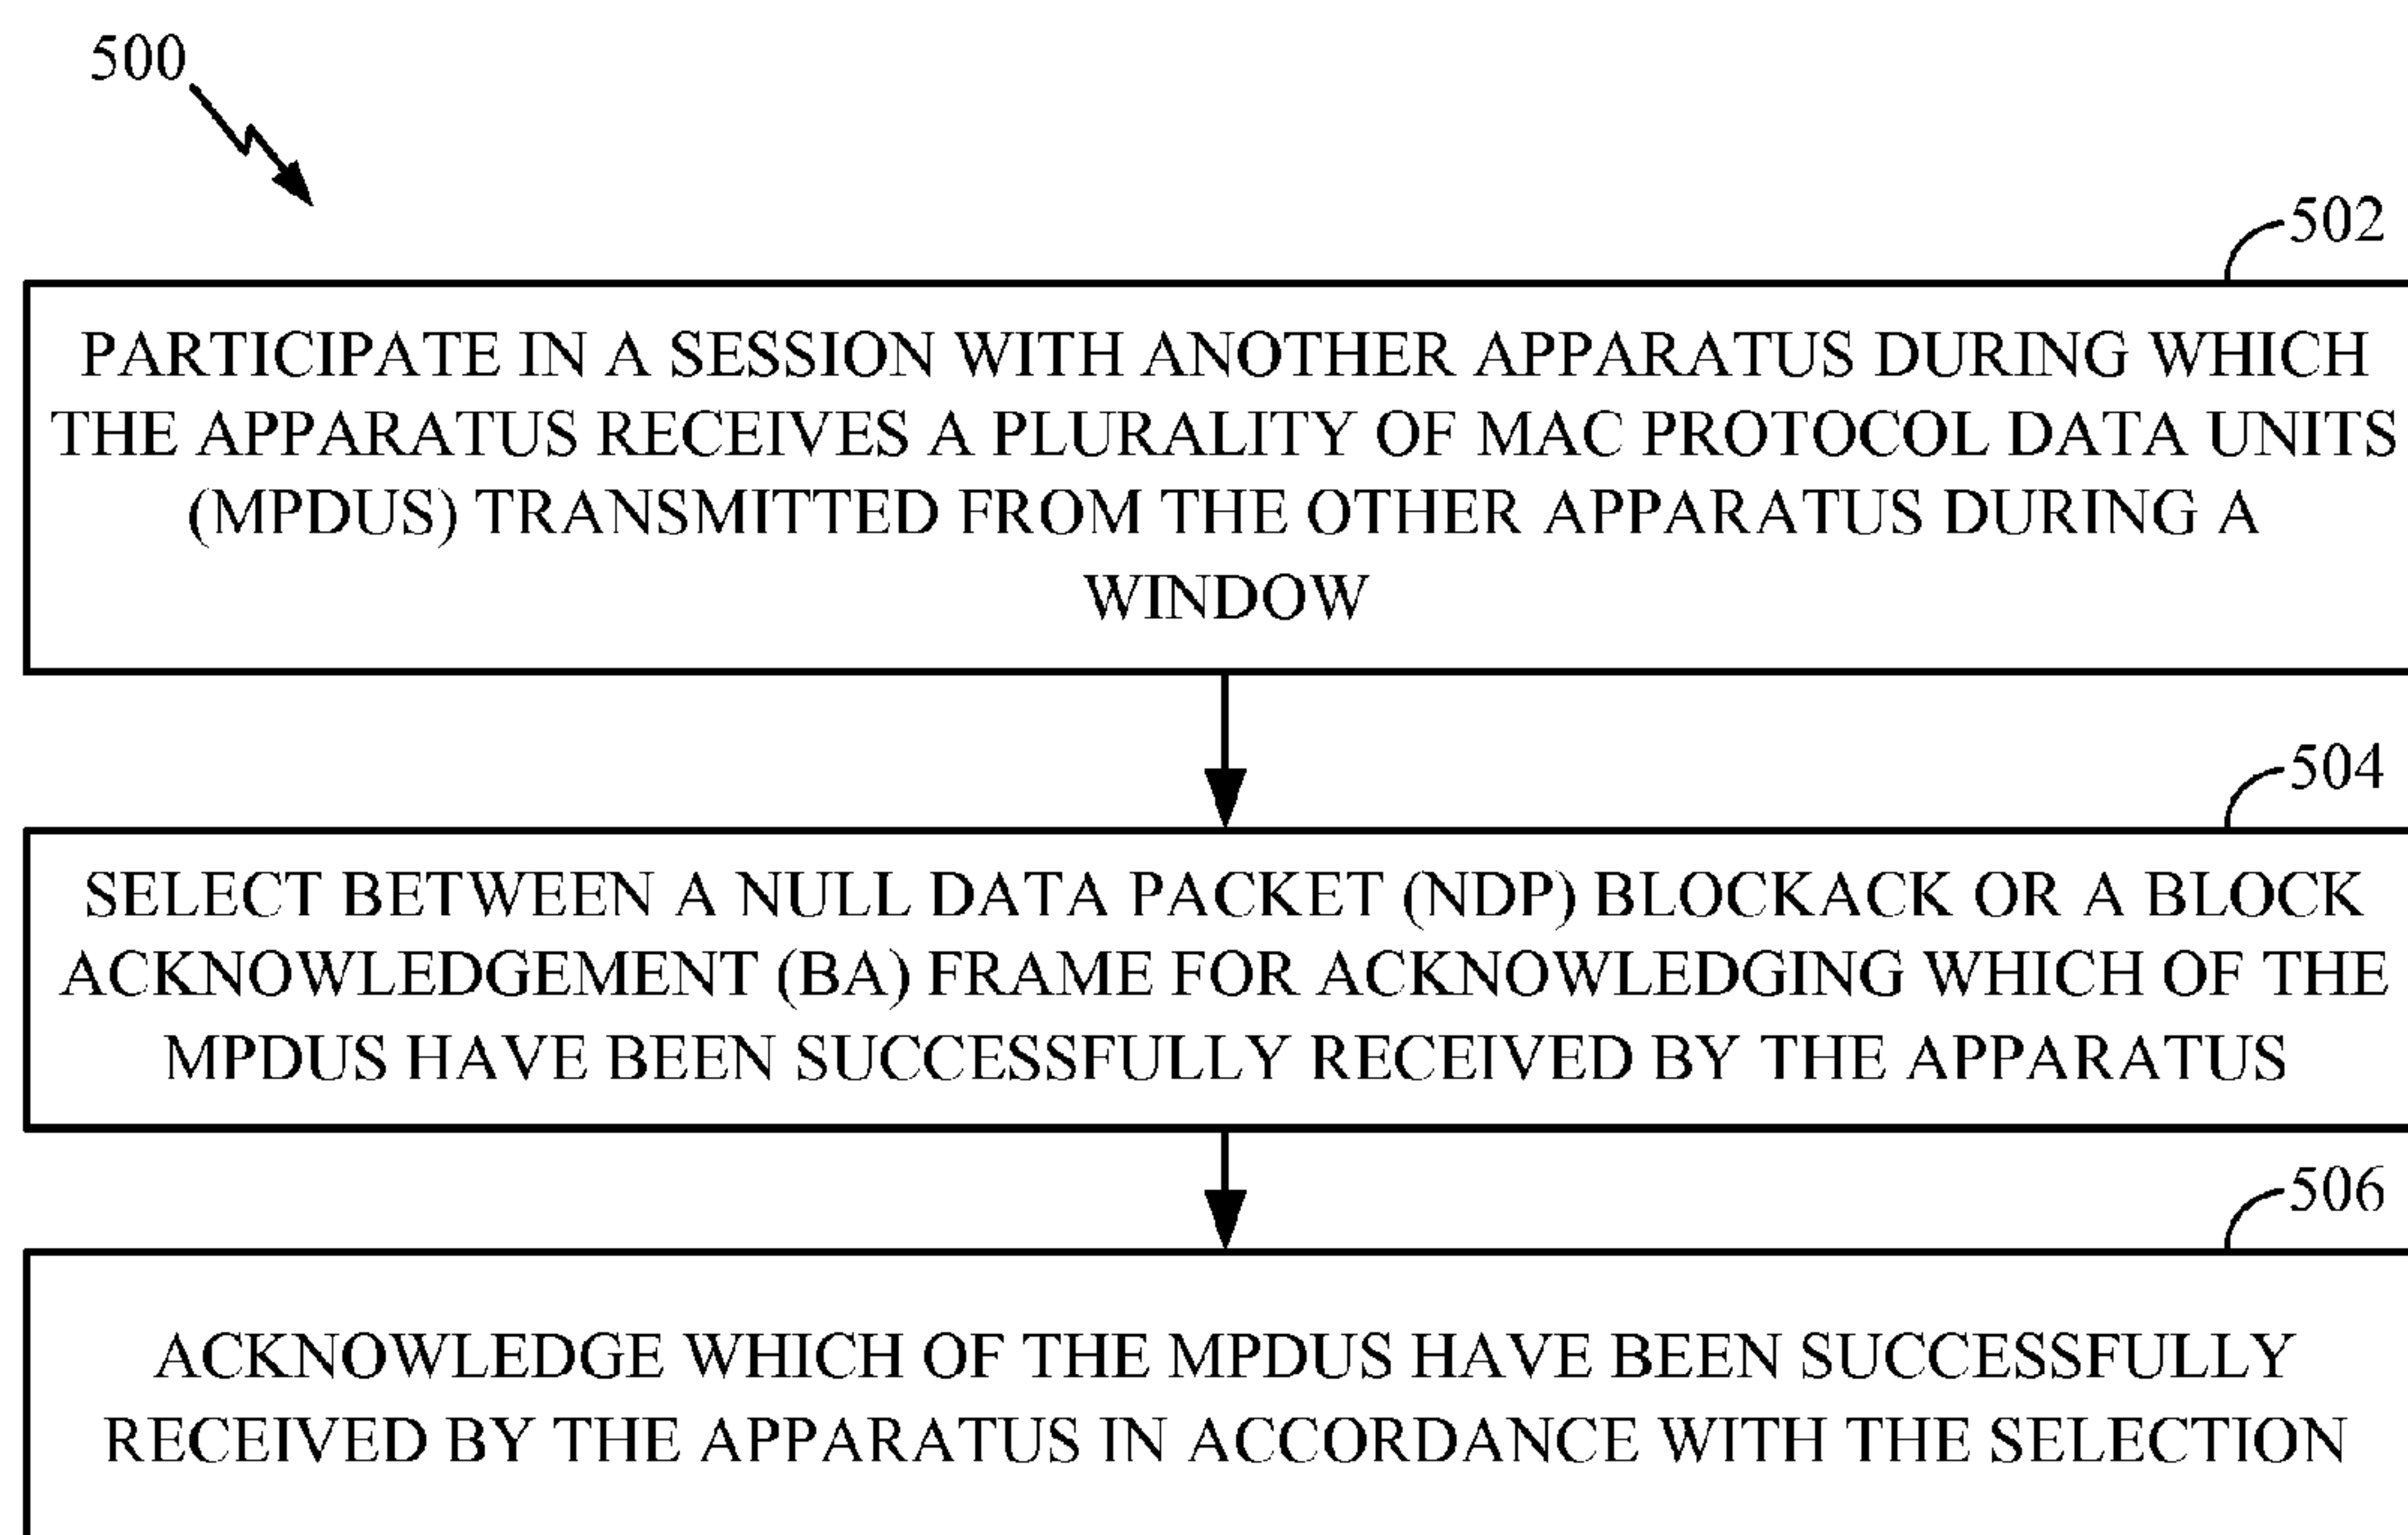 500
502
PARTICIPATE IN A SESSION WITH ANOTHER APPARATUS DURING WHICH
THE APPARATUS RECEIVES A PLURALITY OF MAC PROTOCOL DATA UNITS
(MPDUS) TRANSMITTED FROM THE OTHER APPARATUS DURING A
WINDOW
504
SELECT BETWEEN A NULL DATA PACKET (NDP) BLOCKACK OR A BLOCK
ACKNOWLEDGEMENT (BA) FRAME FOR ACKNOWLEDGING WHICH OF THE
MPDUS HAVE BEEN SUCCESSFULLY RECEIVED BY THE APPARATUS
506
ACKNOWLEDGE WHICH OF THE MPDUS HAVE BEEN SUCCESSFULLY
RECEIVED BY THE APPARATUS IN ACCORDANCE WITH THE SELECTION